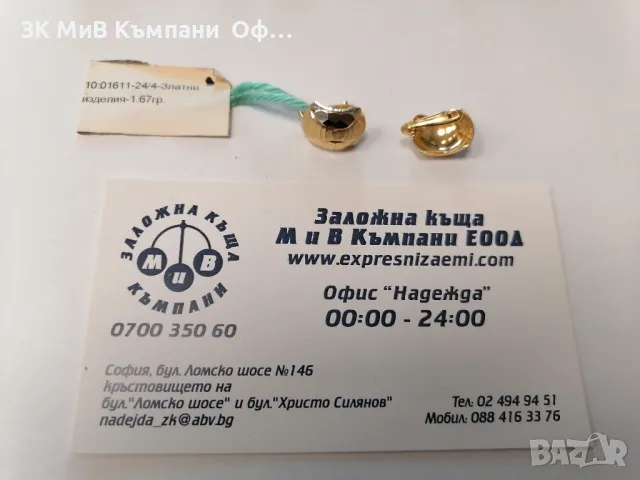 ЗК МиВ Къмпани Оф...
10:01611-24/4-Златни
изделия-1.67гр.
ЗАЛОЖНА КЪЩА
М и В
КЪМПАНИ
0700 350 60
Заложна къща
М и В Къмпани ЕООД
www.expresnizaemi.com
Офис "Надежда"
00:00 - 24:00
София, бул. Ломско шосе №146
кръстовището на
бул."Ломско шосе" и бул."Христо Силянов"
nadejda_zk@abv.bg
Тел: 02 494 94 51
Мобил: 088 416 33 76
bazar.bg